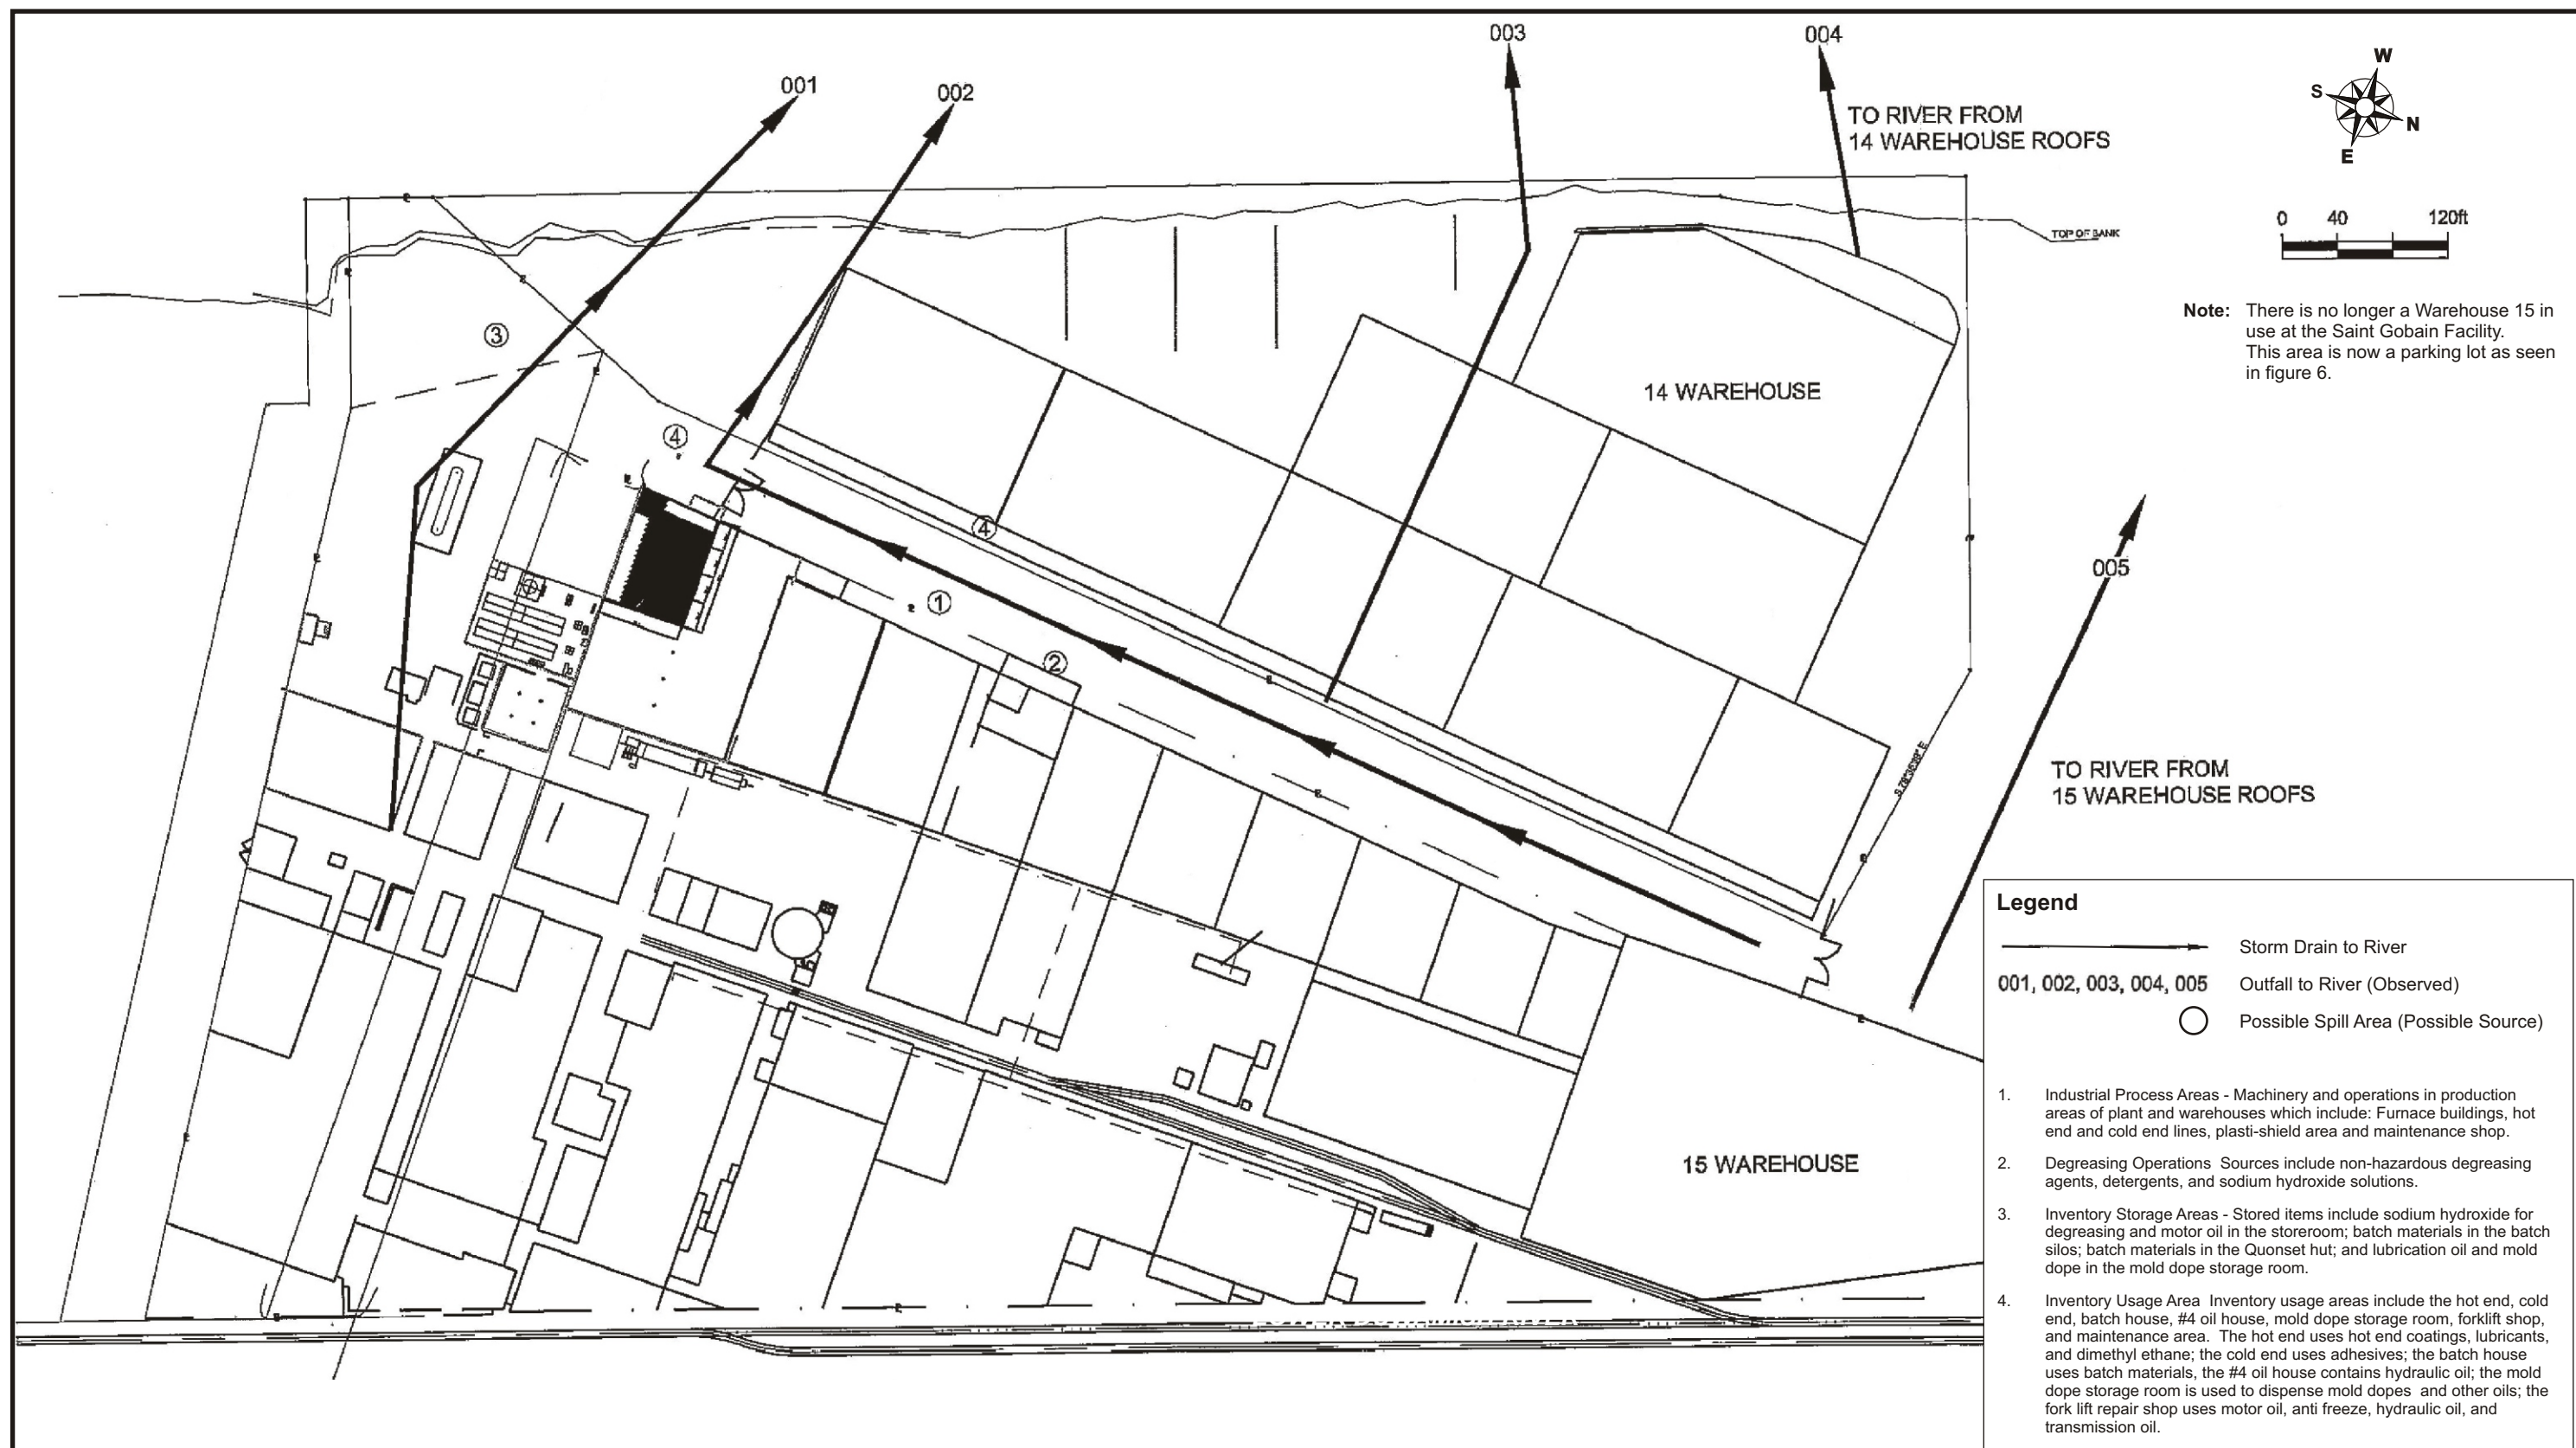 001
002
003
004
TO RIVER FROM
14 WAREHOUSE ROOFS
W
S
N
E
0 40 120ft
TOP OF BANK
Note: There is no longer a Warehouse 15 in
use at the Saint Gobain Facility.
This area is now a parking lot as seen
in figure 6.
3
4
14 WAREHOUSE
4
1
2
005
TO RIVER FROM
15 WAREHOUSE ROOFS
15 WAREHOUSE
Legend
Storm Drain to River
001, 002, 003, 004, 005 Outfall to River (Observed)
Possible Spill Area (Possible Source)
1. Industrial Process Areas - Machinery and operations in production
areas of plant and warehouses which include: Furnace buildings, hot
end and cold end lines, plasti-shield area and maintenance shop.
2. Degreasing Operations Sources include non-hazardous degreasing
agents, detergents, and sodium hydroxide solutions.
3. Inventory Storage Areas - Stored items include sodium hydroxide for
degreasing and motor oil in the storeroom; batch materials in the batch
silos; batch materials in the Quonset hut; and lubrication oil and mold
dope in the mold dope storage room.
4. Inventory Usage Area Inventory usage areas include the hot end, cold
end, batch house, #4 oil house, mold dope storage room, forklift shop,
and maintenance area. The hot end uses hot end coatings, lubricants,
and dimethyl ethane; the cold end uses adhesives; the batch house
uses batch materials, the #4 oil house contains hydraulic oil; the mold
dope storage room is used to dispense mold dopes and other oils; the
fork lift repair shop uses motor oil, anti freeze, hydraulic oil, and
transmission oil.